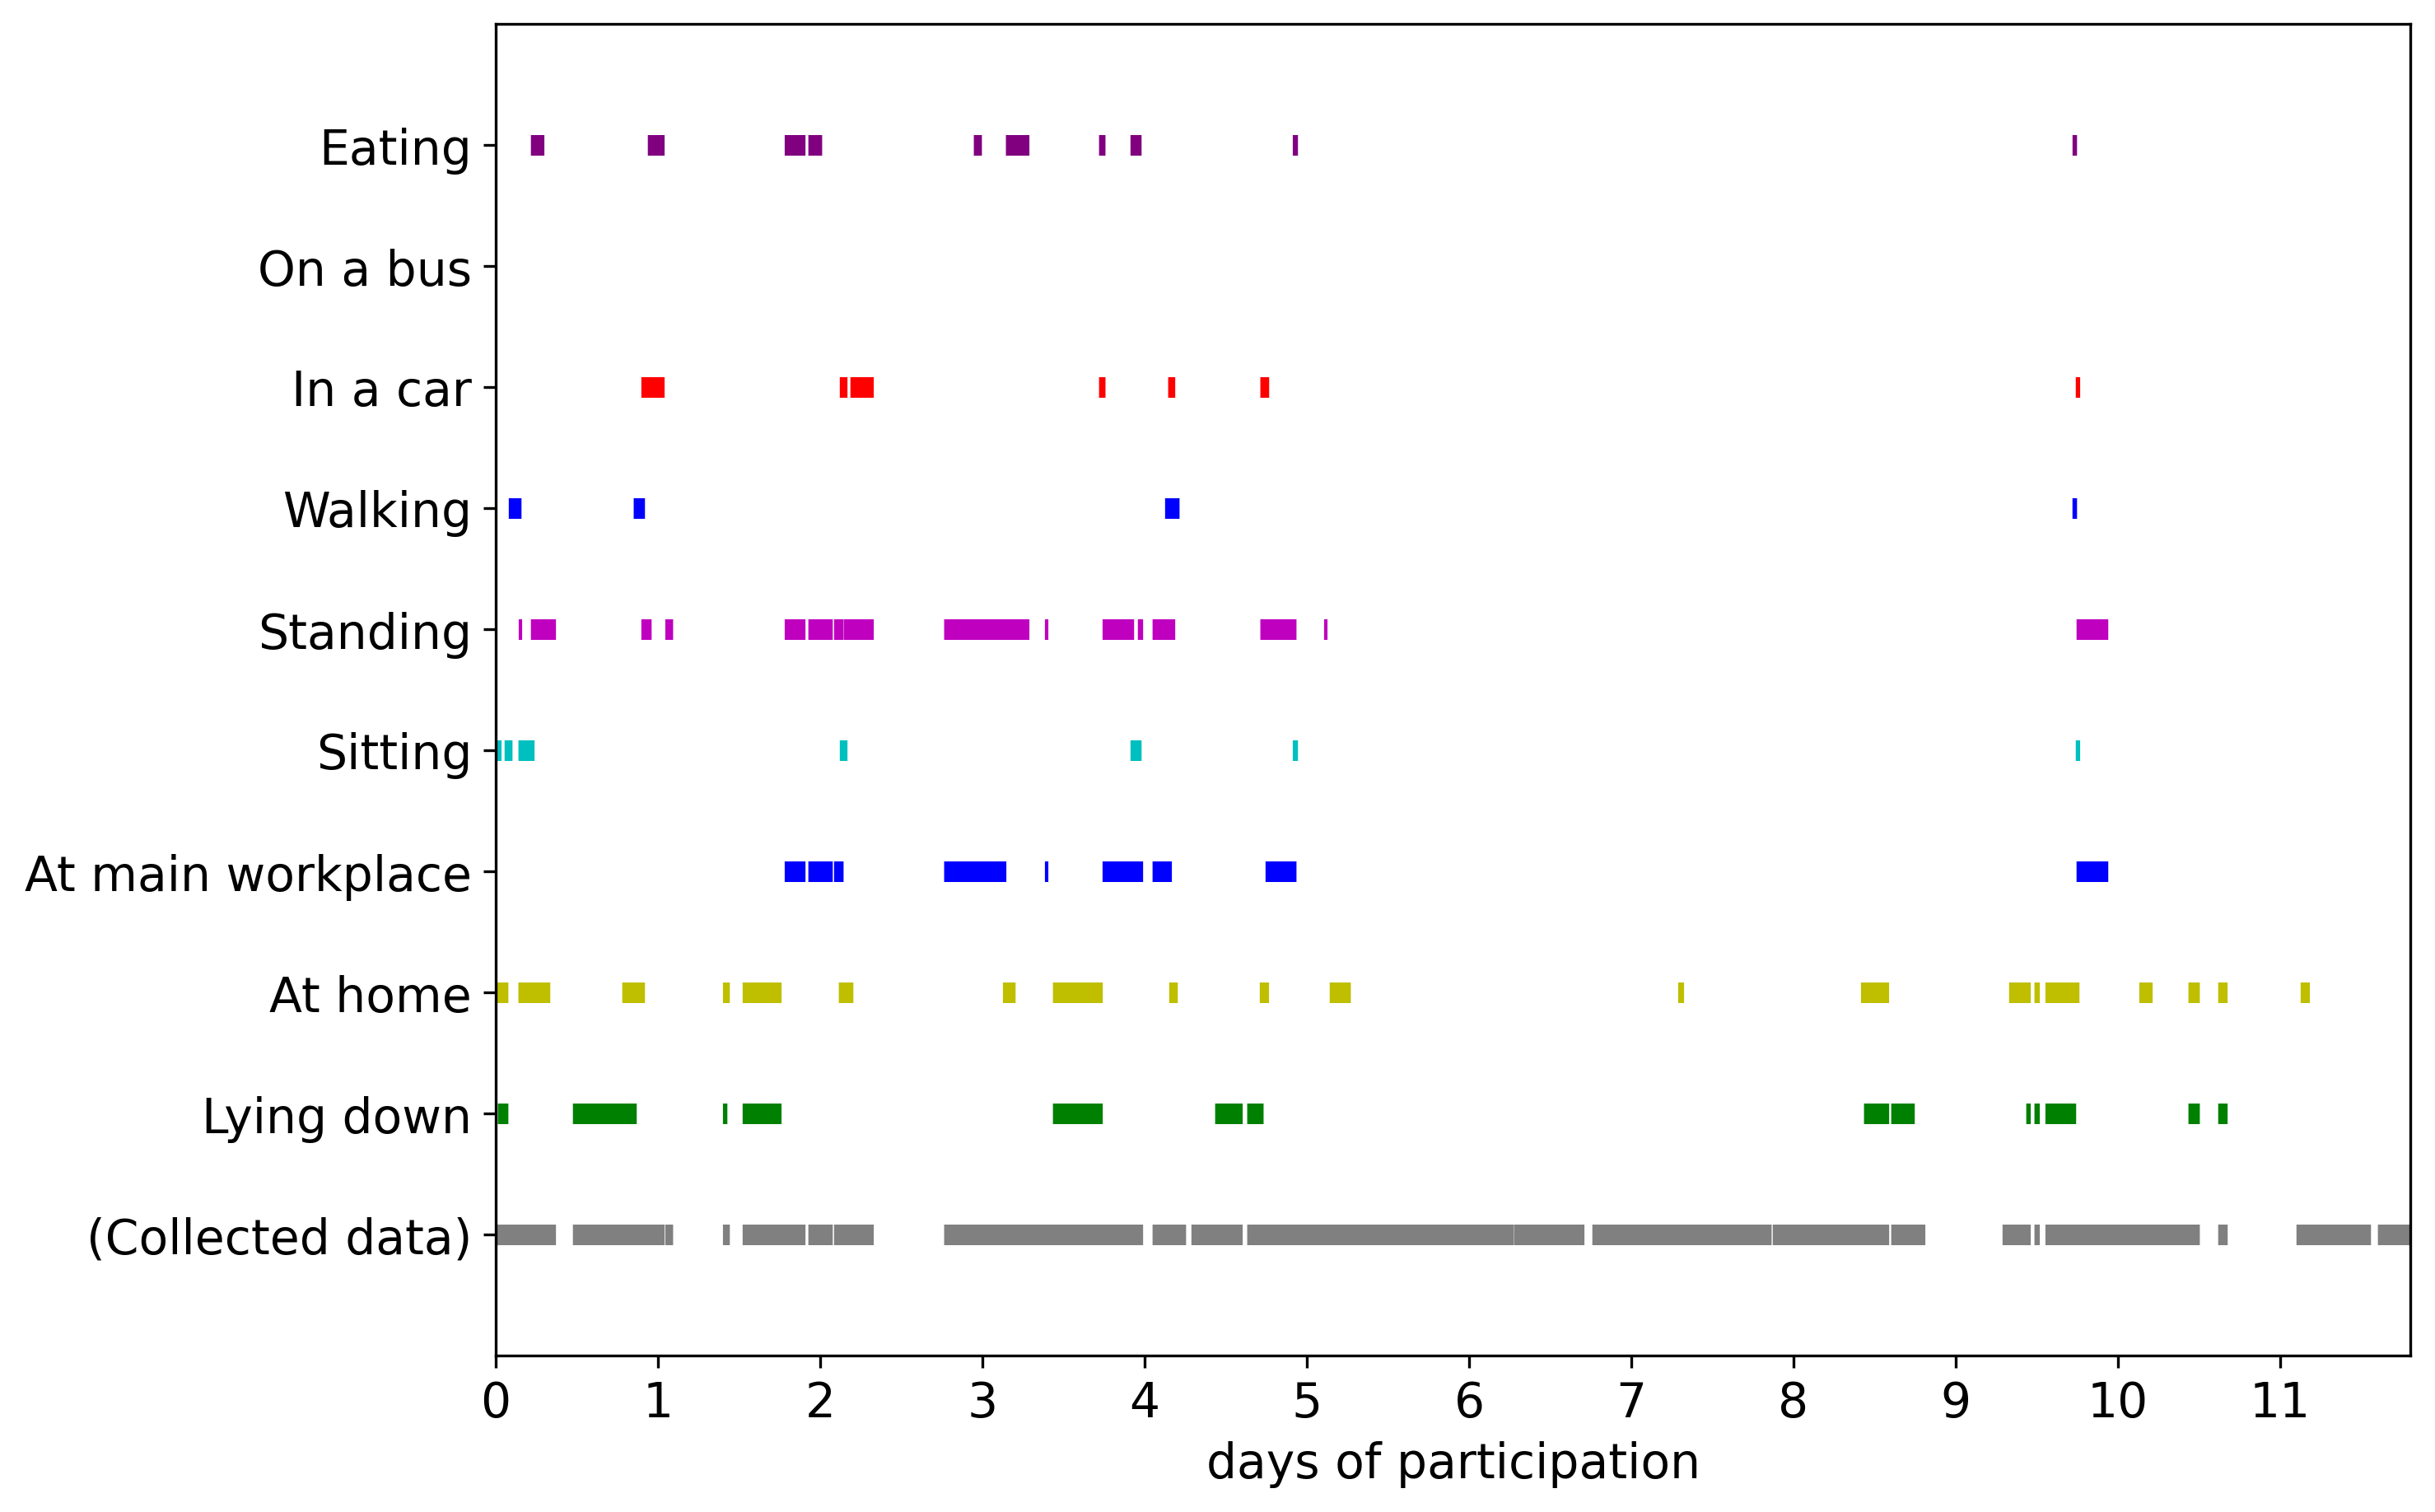 Eating
On a bus
In a car
Walking
Standing
Sitting
At main workplace
At home
Lying down
(Collected data)
0 1 2 3 4 5 6 7 8 9 10 11
days of participation